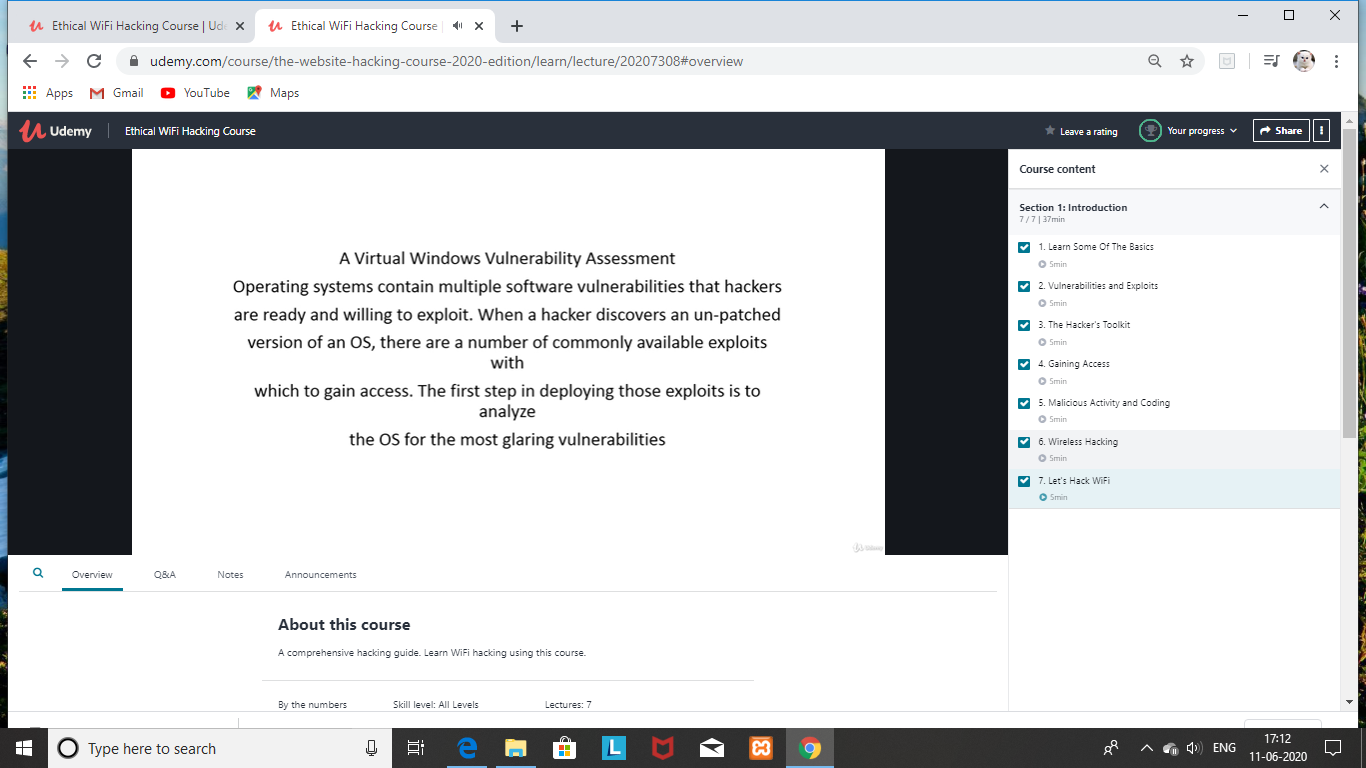 Ethical WiFi Hacking Course | Ude
Ethical WiFi Hacking Course |
udemy.com/course/the-website-hacking-course-2020-edition/learn/lecture/20207308#overview
Apps
Gmail
YouTube
Maps
Udemy
Ethical WiFi Hacking Course
Leave a rating
Your progress
Share
A Virtual Windows Vulnerability Assessment
Operating systems contain multiple software vulnerabilities that hackers
are ready and willing to exploit. When a hacker discovers an un-patched
version of an OS, there are a number of commonly available exploits
with
which to gain access. The first step in deploying those exploits is to
analyze
the OS for the most glaring vulnerabilities
Udemy
Course content
Section 1: Introduction
7 / 7 | 37min
1. Learn Some Of The Basics
5min
2. Vulnerabilities and Exploits
5min
3. The Hacker's Toolkit
5min
4. Gaining Access
5min
5. Malicious Activity and Coding
5min
6. Wireless Hacking
5min
7. Let's Hack WiFi
5min
Overview
Q&A
Notes
Announcements
About this course
A comprehensive hacking guide. Learn WiFi hacking using this course.
By the numbers
Skill level: All Levels
Lectures: 7
Type here to search
ENG
17:12
11-06-2020